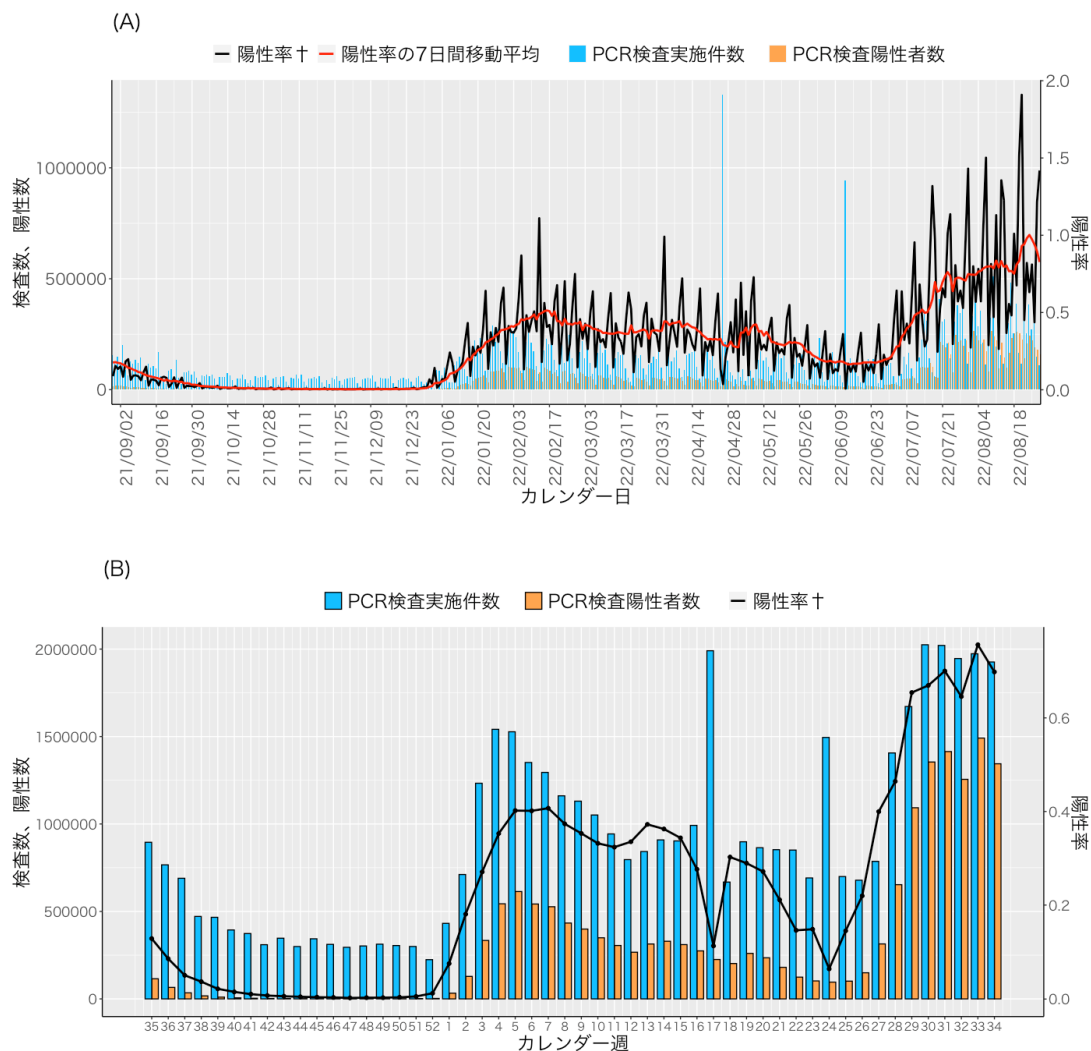 (A)
陽性率† 陽性率の7日間移動平均 PCR検査実施件数 PCR検査陽性者数
検査数、陽性数
1000000
500000
0
2.0
1.5
1.0
0.5
0.0
陽性率
21/09/02 21/09/16 21/09/30 21/10/14 21/10/28 21/11/11 21/11/25 21/12/09 21/12/23 22/01/06 22/01/20 22/02/03 22/02/17 22/03/03 22/03/17 22/03/31 22/04/14 22/04/28 22/05/12 22/05/26 22/06/09 22/06/23 22/07/07 22/07/21 22/08/04 22/08/18
カレンダー日
(B)
PCR検査実施件数 PCR検査陽性者数 陽性率†
検査数、陽性数
2000000
1500000
1000000
500000
0
0.6
0.4
0.2
0.0
陽性率
35 36 37 38 39 40 41 42 43 44 45 46 47 48 49 50 51 52 1 2 3 4 5 6 7 8 9 10 11 12 13 14 15 16 17 18 19 20 21 22 23 24 25 26 27 28 29 30 31 32 33 34
カレンダー週